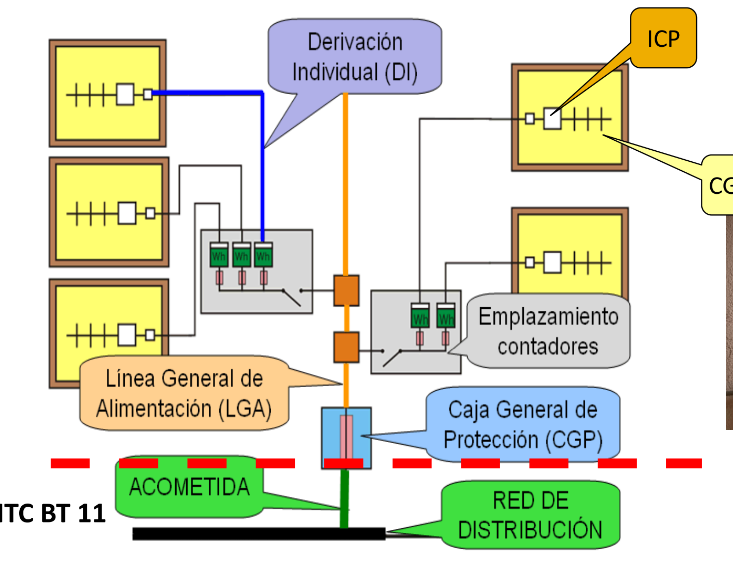 Derivación
Individual (DI)
ICP
Wh Wh Wh
Wh Wh
Emplazamiento
contadores
Línea General de
Alimentación (LGA)
Caja General de
Protección (CGP)
ACOMETIDA
ITC BT 11
RED DE
DISTRIBUCIÓN